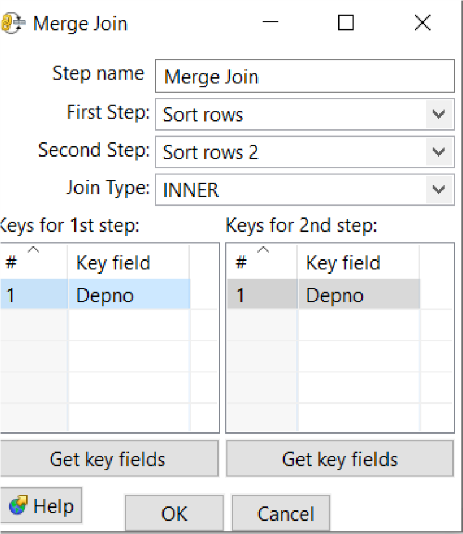 Merge Join
Step name Merge Join
First Step: Sort rows
Second Step: Sort rows 2
Join Type: INNER
Keys for 1st step: Keys for 2nd step:
# Key field # Key field
1 Depno 1 Depno
Get key fields Get key fields
Help OK Cancel